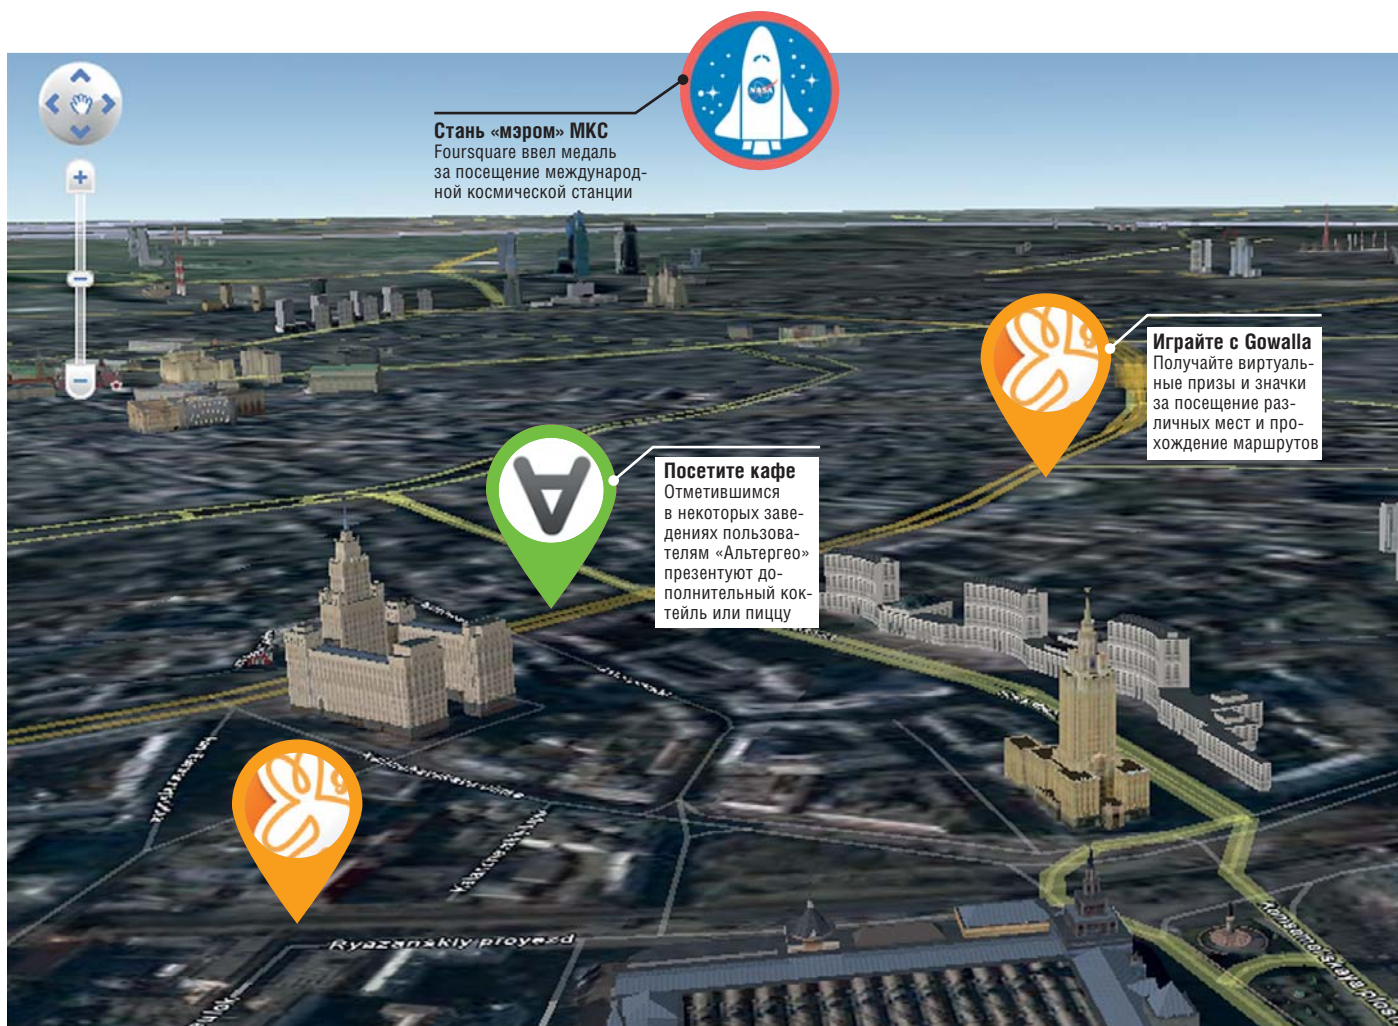 NASA
Стань «мэром» МКС
Foursquare ввел медаль
за посещение международ-
ной космической станции
Играйте с Gowalla
Получайте виртуаль-
ные призы и значки
за посещение раз-
личных мест и про-
хождение маршрутов
Посетите кафе
Отметившимся
в некоторых заве-
дениях пользова-
телям «Альтергео»
презентуют до-
полнительный кок-
тейль или пиццу
Ryazanskiy proyezd